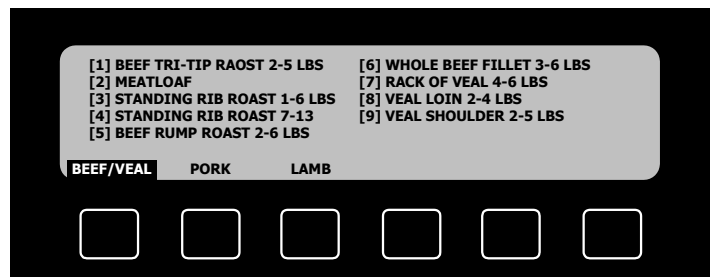 [1] BEEF TRI-TIP RAOST 2-5 LBS
[2] MEATLOAF
[3] STANDING RIB ROAST 1-6 LBS
[4] STANDING RIB ROAST 7-13
[5] BEEF RUMP ROAST 2-6 LBS
[6] WHOLE BEEF FILLET 3-6 LBS
[7] RACK OF VEAL 4-6 LBS
[8] VEAL LOIN 2-4 LBS
[9] VEAL SHOULDER 2-5 LBS
BEEF/VEAL PORK LAMB